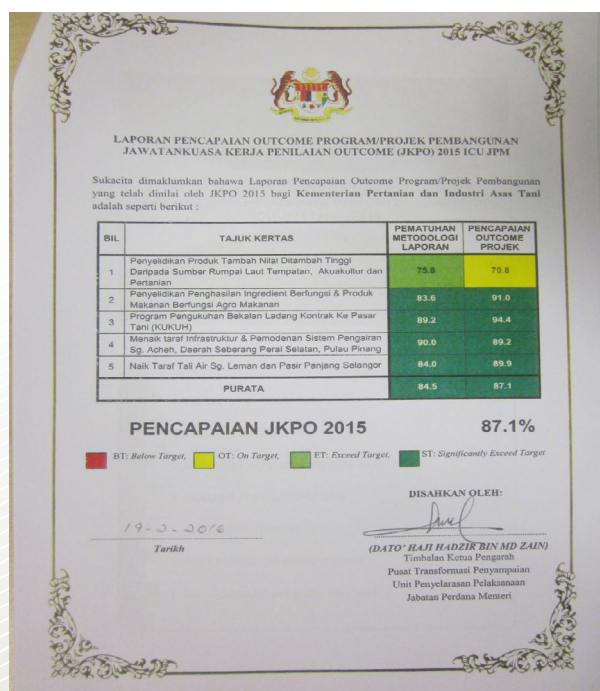 LAPORAN PENCAPAIAN OUTCOME PROGRAM/PROJEK PEMBANGUNAN
JAWATANKUASA KERJA PENILAIAN OUTCOME (JKPO) 2015 ICU JPM
Sukacita dimaklumkan bahawa Laporan Pencapaian Outcome Program/Projek Pembangunan
yang telah dinilai oleh JKPO 2015 bagi Kementerian Pertanian dan Industri Asas Tani
adalah seperti berikut :
BIL TAJUK KERTAS PEMATUHAN METODOLOGI LAPORAN PENCAPAIAN OUTCOME PROJEK
1 Penyelidikan Produk Tambah Nilai Ditambah Tinggi
Daripada Sumber Rumpai Laut Tempatan, Akuakultur dan
Pertanian 75.8 70.8
2 Penyelidikan Penghasilan Ingredient Berfungsi & Produk
Makanan Berfungsi Agro Makanan 83.6 91.0
3 Program Pengukuhan Bekalan Ladang Kontrak Ke Pasar
Tani (KUKUH) 89.2 94.4
4 Menaik taraf Infrastruktur & Pemodenan Sistem Pengairan
Sg. Acheh, Daerah Seberang Perai Selatan, Pulau Pinang 90.0 89.2
5 Naik Taraf Tali Air Sg. Leman dan Pasir Panjang Selangor 84.0 89.9
PURATA 84.5 87.1
PENCAPAIAN JKPO 2015 87.1%
BT: Below Target, OT: On Target, ET: Exceed Target, ST: Significantly Exceed Target
DISAHKAN OLEH:
19-2-2016
Tarikh
(DATO' HAJI HADZIR BIN MD ZAIN)
Timbalan Ketua Pengarah
Pusat Transformasi Penyampaian
Unit Penyelarasan Pelaksanaan
Jabatan Perdana Menteri